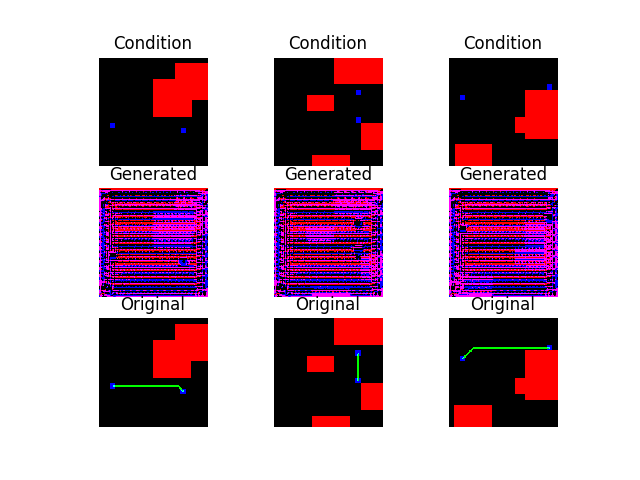 Condition Condition Condition
Generated Generated Generated
Original Original Original